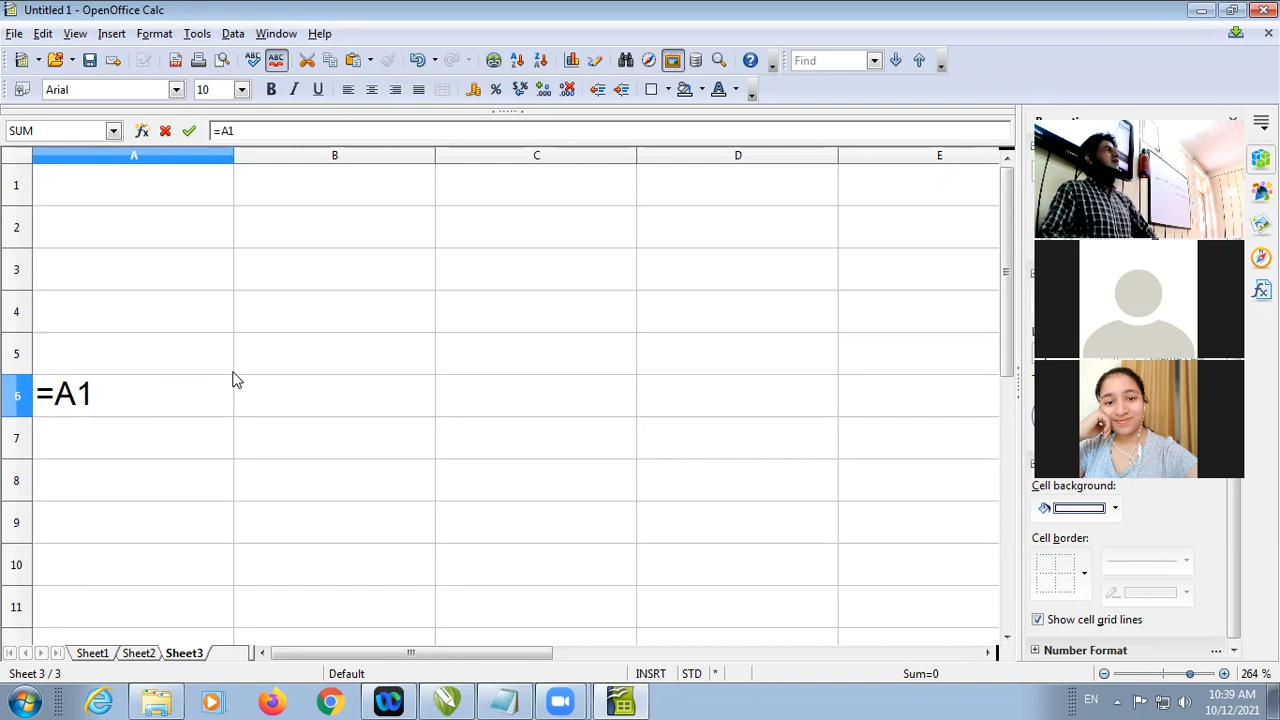 Untitled 1 - OpenOffice Calc
File Edit View Insert Format Tools Data Window Help
Find
Arial 10
SUM =A1
A B C D E
1
2
3
4
5
6 =A1
7
8
9
10
11
Cell background:
Cell border:
Show cell grid lines
Number Format
Sheet1 Sheet2 Sheet3
Sheet 3 / 3 Default INSRT STD * Sum=0 264 %
EN 10:39 AM
10/12/2021